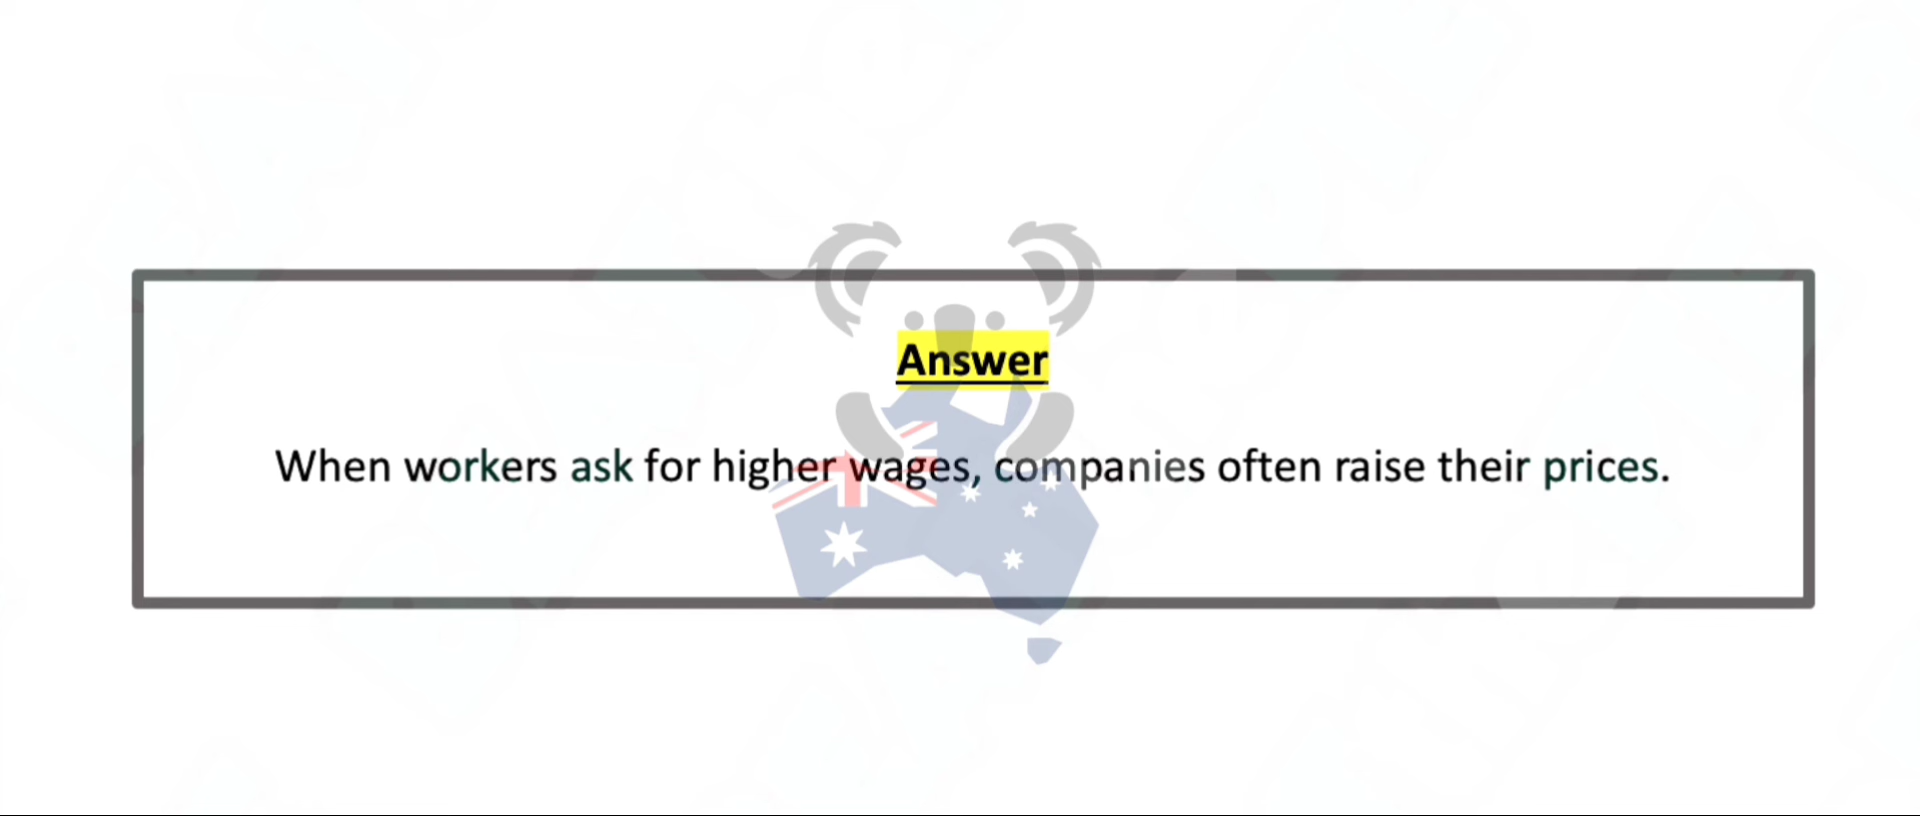 Answer
When workers ask for higher wages, companies often raise their prices.